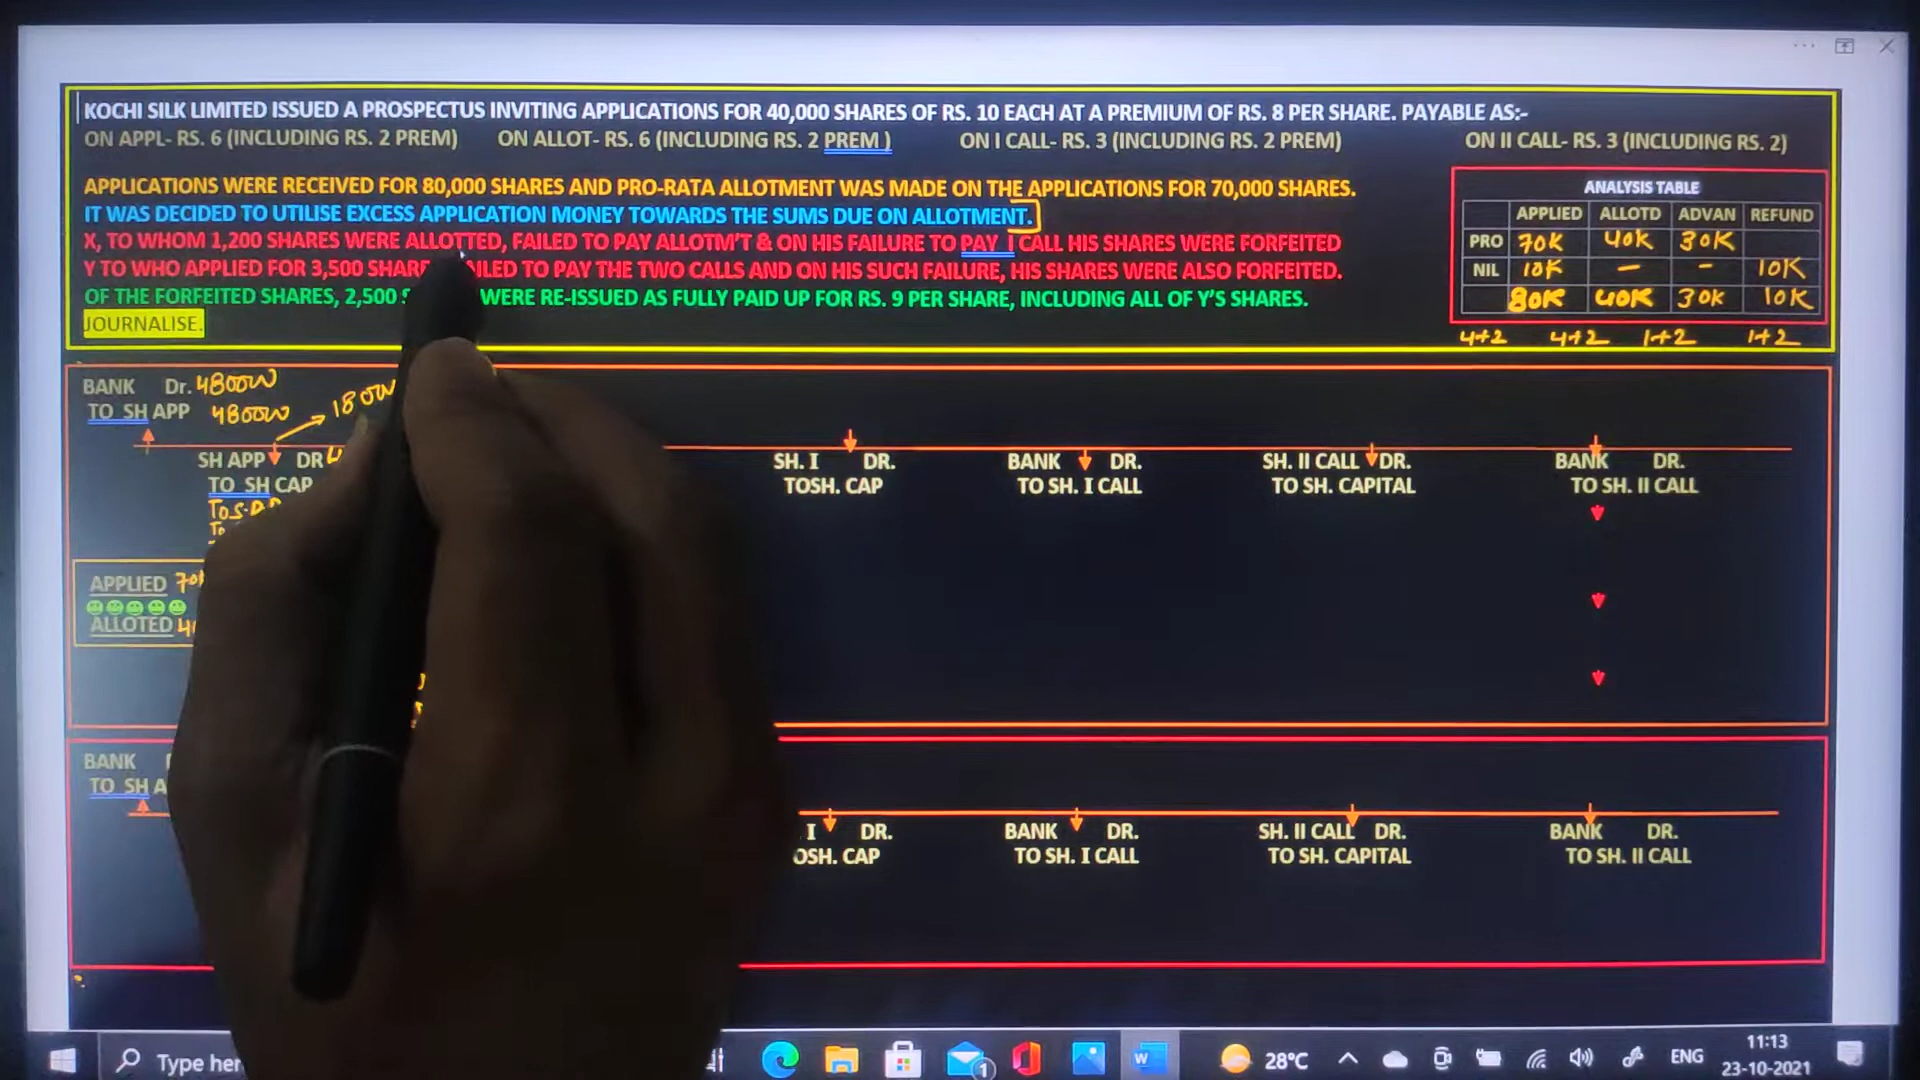 KOCHI SILK LIMITED ISSUED A PROSPECTUS INVITING APPLICATIONS FOR 40,000 SHARES OF RS. 10 EACH AT A PREMIUM OF RS. 8 PER SHARE. PAYABLE AS:-
ON APPL- RS. 6 (INCLUDING RS. 2 PREM) ON ALLOT- RS. 6 (INCLUDING RS. 2 PREM ) ON I CALL- RS. 3 (INCLUDING RS. 2 PREM) ON II CALL- RS. 3 (INCLUDING RS. 2)
APPLICATIONS WERE RECEIVED FOR 80,000 SHARES AND PRO-RATA ALLOTMENT WAS MADE ON THE APPLICATIONS FOR 70,000 SHARES.
IT WAS DECIDED TO UTILISE EXCESS APPLICATION MONEY TOWARDS THE SUMS DUE ON ALLOTMENT.
X, TO WHOM 1,200 SHARES WERE ALLOTTED, FAILED TO PAY ALLOTM'T & ON HIS FAILURE TO PAY I CALL HIS SHARES WERE FORFEITED
Y TO WHO APPLIED FOR 3,500 TO PAY THE TWO CALLS AND ON HIS SUCH FAILURE, HIS SHARES WERE ALSO FORFEITED.
OF THE FORFEITED SHARES, 2,500 WERE RE-ISSUED AS FULLY PAID UP FOR RS. 9 PER SHARE, INCLUDING ALL OF Y'S SHARES.
JOURNALISE.
ANALYSIS TABLE
APPLIED ALLOTD ADVAN REFUND
PRO 70K 40K 30K
NIL 10K – - 10K
80K 40K 30K 10K
4+2 4+2 1+2 1+2
BANK Dr. 48000
TO SH APP 48000
SH APP DR
TO SH CAP
SH. I DR.
TOSH. CAP
BANK DR.
TO SH. I CALL
SH. II CALL DR.
TO SH. CAPITAL
BANK DR.
TO SH. II CALL
APPLIED
ALLOTED
BANK
TO SH
I DR.
OSH. CAP
BANK DR.
TO SH. I CALL
SH. II CALL DR.
TO SH. CAPITAL
BANK DR.
TO SH. II CALL
Type her
1
W
28°C
ENG
11:13
23-10-2021